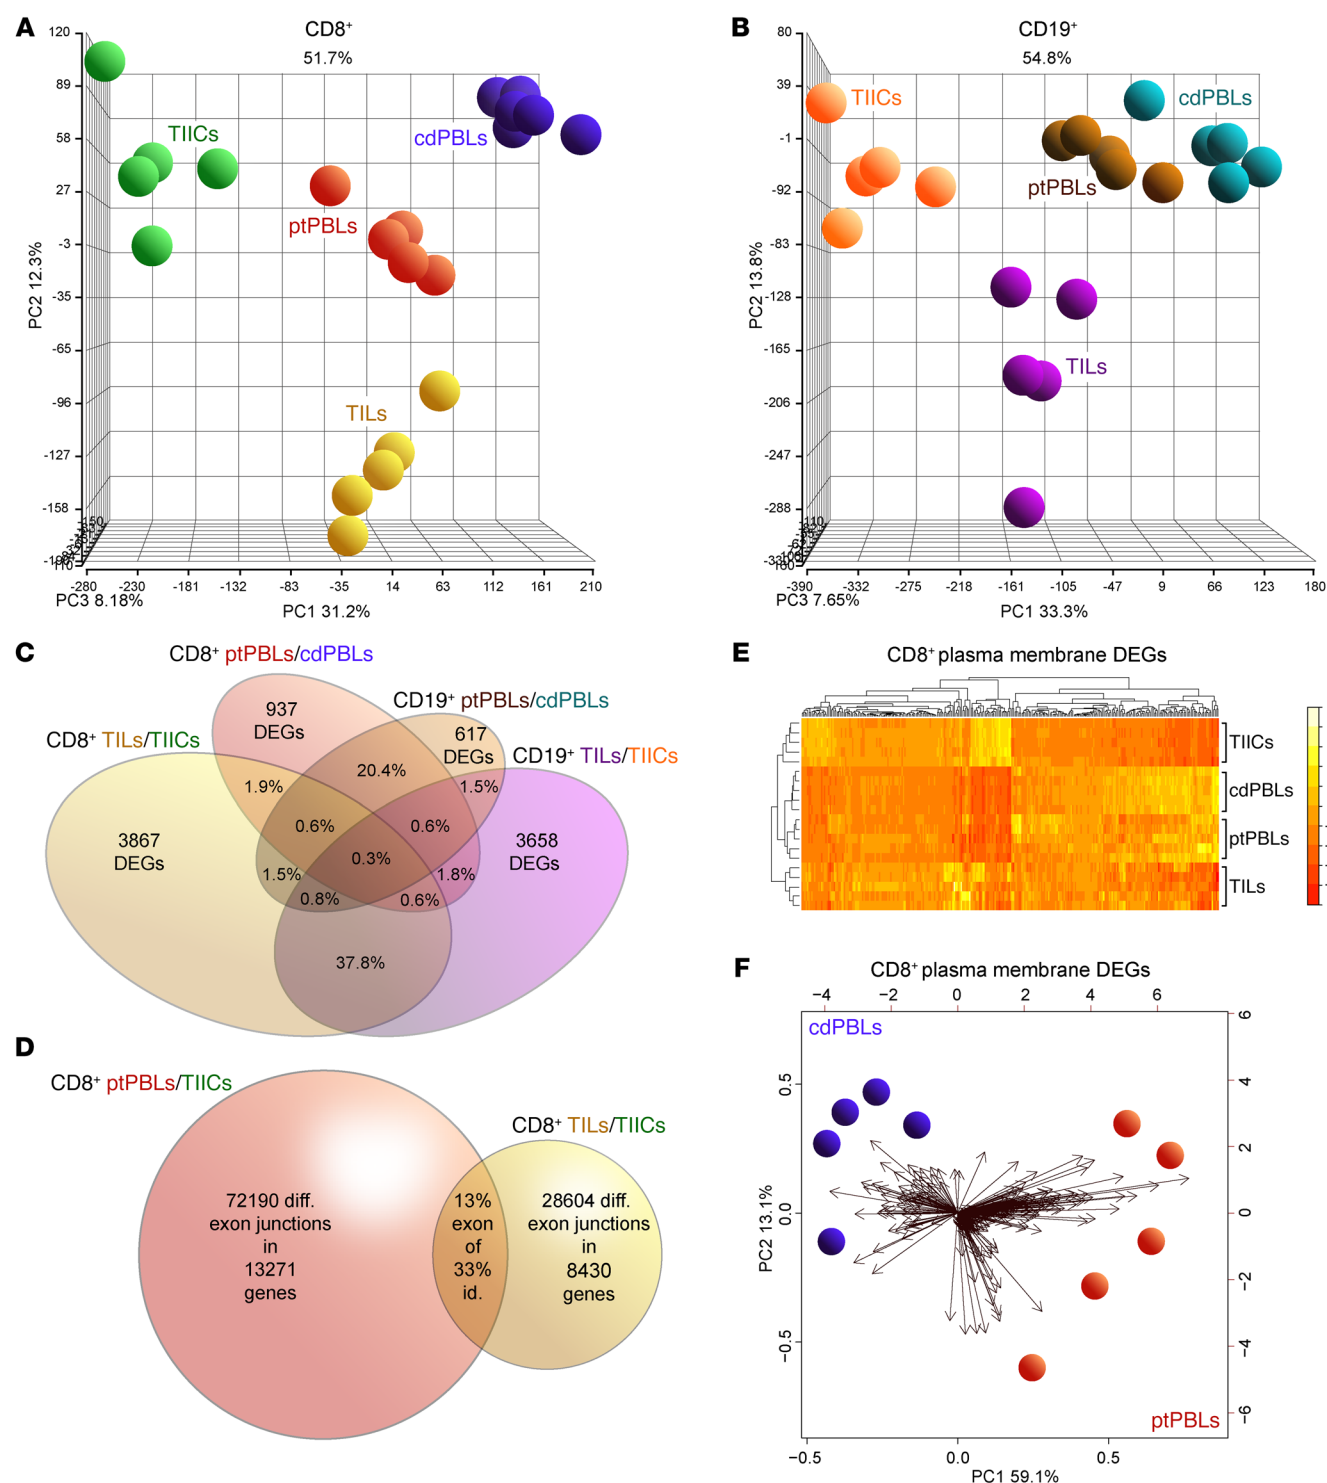 A
CD8+
51.7%
120
89
58
27
-3
-35
-65
-96
-127
-158
PC2 12.3%
TIICs
cdPBLs
ptPBLs
TILs
-150
-280
-230
-181
-132
-83
-35
14
63
112
161
210
PC3 8.18%
PC1 31.2%
B
CD19+
54.8%
80
39
-1
-92
-83
-128
-165
-206
-247
-288
PC2 13.8%
TIICs
cdPBLs
ptPBLs
TILs
-390
-332
-275
-218
-161
-105
-47
9
66
123
180
PC3 7.65%
PC1 33.3%
C
CD8+ ptPBLs/cdPBLs
CD19+ ptPBLs/cdPBLs
CD8+ TILs/TIICs
CD19+ TILs/TIICs
937
DEGs
617
DEGs
3867
DEGs
3658
DEGs
20.4%
1.9%
1.5%
0.6%
0.6%
0.3%
1.5%
1.8%
0.8%
0.6%
37.8%
D
CD8+ ptPBLs/TIICs
CD8+ TILs/TIICs
72190 diff.
exon junctions
in
13271
genes
13%
exon
of
33%
id.
28604 diff.
exon junctions
in
8430
genes
E
CD8+ plasma membrane DEGs
TIICs
cdPBLs
ptPBLs
TILs
F
CD8+ plasma membrane DEGs
−4
−2
0
2
4
6
cdPBLs
ptPBLs
0.5
0.0
−0.5
PC2 13.1%
6
4
2
0
−2
−4
−6
−0.5
0.0
0.5
PC1 59.1%